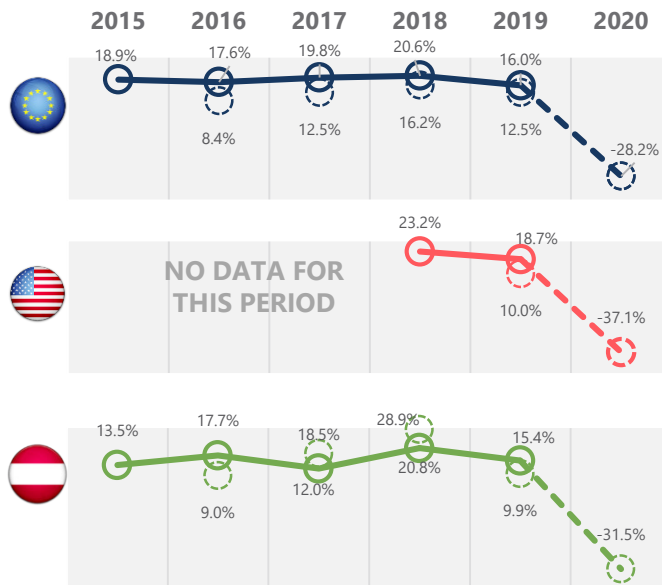 2015 2016 2017 2018 2019 2020
18.9% 17.6% 19.8% 20.6% 16.0%
8.4% 12.5% 16.2% 12.5%
-28.2%
23.2% 18.7%
NO DATA FOR
THIS PERIOD
10.0% -37.1%
13.5% 17.7% 18.5% 28.9% 15.4%
12.0% 20.8%
9.0% 9.9%
-31.5%